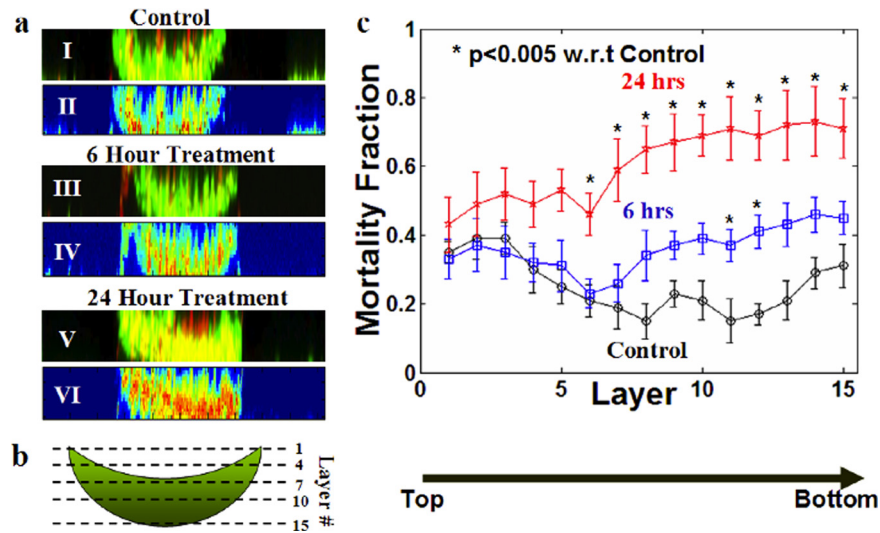 a
Control
I
II
6 Hour Treatment
III
IV
24 Hour Treatment
V
VI
b
1
4
7
10
15
Layer #
c
* p<0.005 w.r.t Control
24 hrs
6 hrs
Control
* * * * * * * * * *
* *
Mortality Fraction
1
0.8
0.6
0.4
0.2
0
0 5 10 15
Layer
Top Bottom